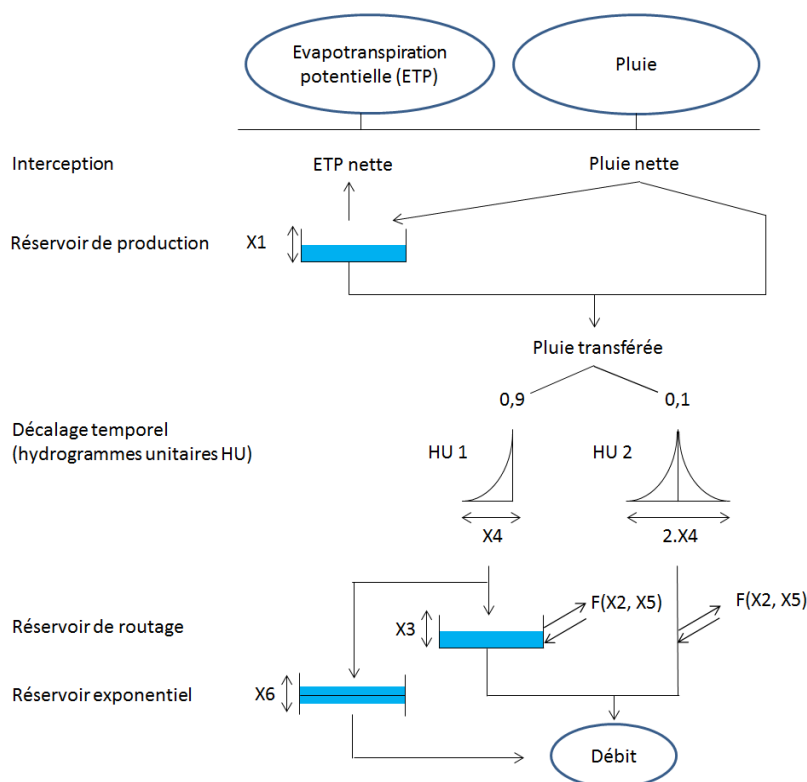 Evapotranspiration
potentielle (ETP)
Pluie
Interception
ETP nette
Pluie nette
Réservoir de production
X1
Pluie transférée
0,9
0,1
Décalage temporel
(hydrogrammes unitaires HU)
HU 1
HU 2
X4
2.X4
Réservoir de routage
X3
F(X2, X5)
F(X2, X5)
Réservoir exponentiel
X6
Débit